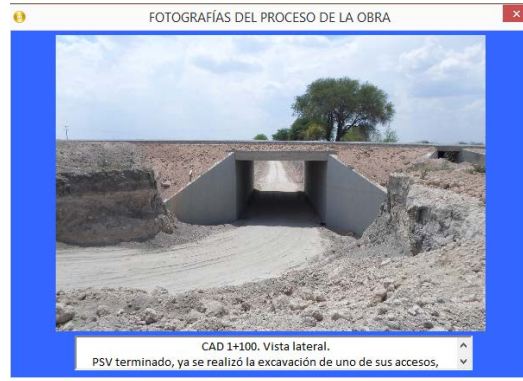 FOTOGRAFÍAS DEL PROCESO DE LA OBRA
CAD 1+100. Vista lateral.
PSV terminado, ya se realizó la excavación de uno de sus accesos,